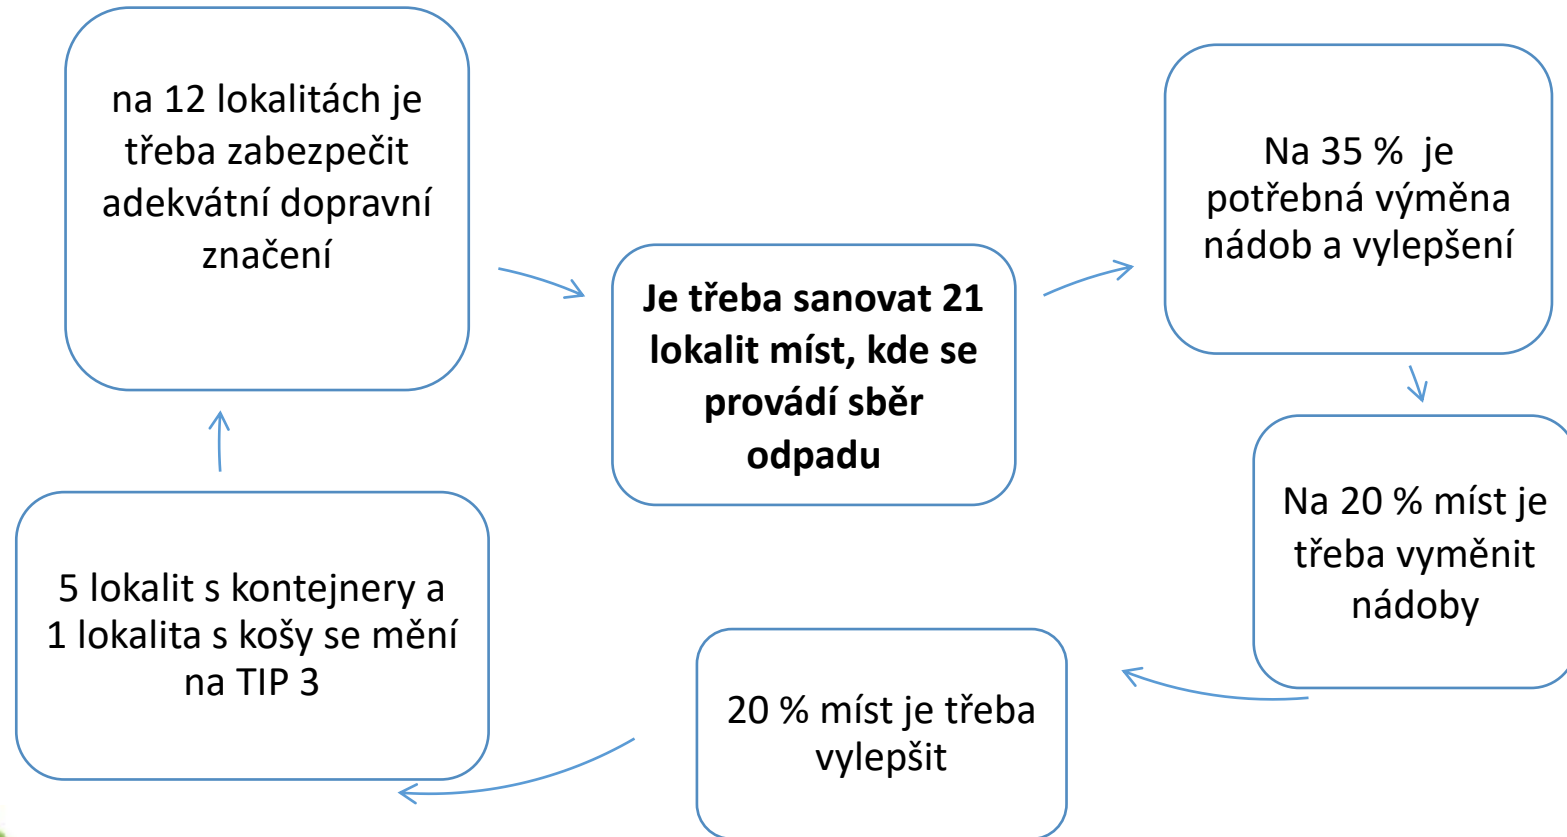 na 12 lokalitách je
třeba zabezpečit
adekvátní dopravní
značení
Je třeba sanovat 21
lokalit míst, kde se
provádí sběr
odpadu
Na 35 % je
potřebná výměna
nádob a vylepšení
Na 20 % míst je
třeba vyměnit
nádoby
20 % míst je třeba
vylepšit
5 lokalit s kontejnery a
1 lokalita s košy se mění
na TIP 3